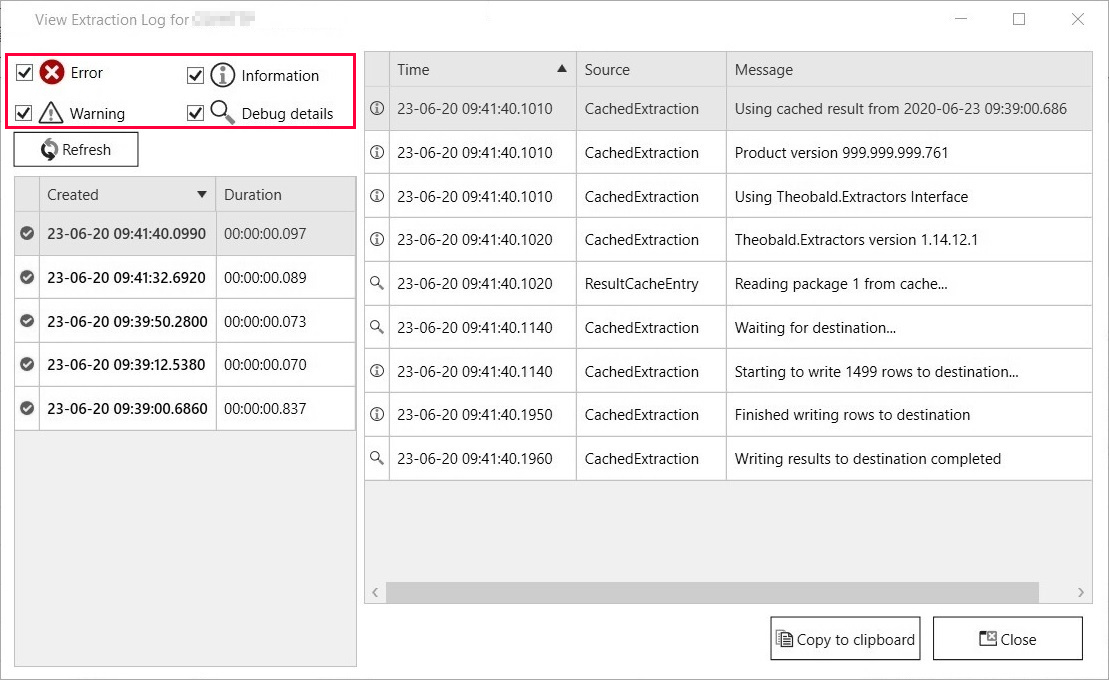 View Extraction Log for
Error
Information
Warning
Debug details
Refresh
Created Duration
23-06-20 09:41:40.0990 00:00:00.097
23-06-20 09:41:32.6920 00:00:00.089
23-06-20 09:39:50.2800 00:00:00.073
23-06-20 09:39:12.5380 00:00:00.070
23-06-20 09:39:00.6860 00:00:00.837
Time Source Message
23-06-20 09:41:40.1010 CachedExtraction Using cached result from 2020-06-23 09:39:00.686
23-06-20 09:41:40.1010 CachedExtraction Product version 999.999.999.761
23-06-20 09:41:40.1010 CachedExtraction Using Theobald.Extractors Interface
23-06-20 09:41:40.1020 CachedExtraction Theobald.Extractors version 1.14.12.1
23-06-20 09:41:40.1020 ResultCacheEntry Reading package 1 from cache...
23-06-20 09:41:40.1140 CachedExtraction Waiting for destination...
23-06-20 09:41:40.1140 CachedExtraction Starting to write 1499 rows to destination...
23-06-20 09:41:40.1950 CachedExtraction Finished writing rows to destination
23-06-20 09:41:40.1960 CachedExtraction Writing results to destination completed
Copy to clipboard
Close